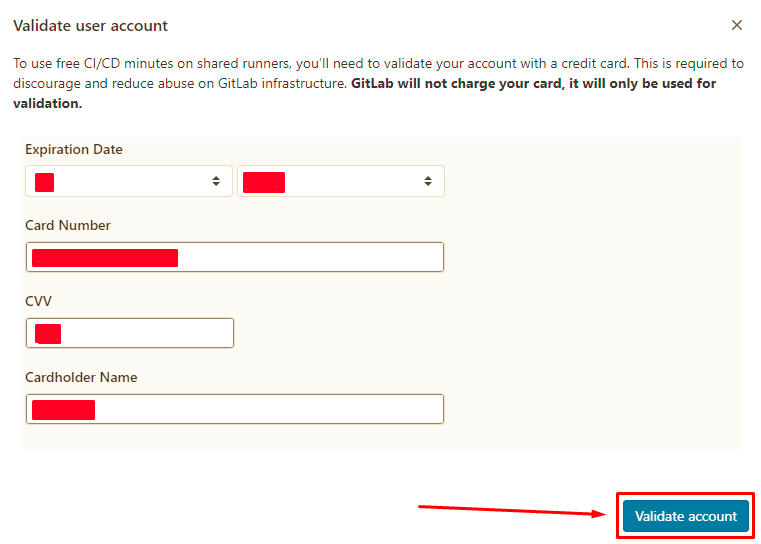 Validate user account
To use free CI/CD minutes on shared runners, you'll need to validate your account with a credit card. This is required to
discourage and reduce abuse on GitLab infrastructure. GitLab will not charge your card, it will only be used for
validation.
Expiration Date
Card Number
CVV
Cardholder Name
Validate account